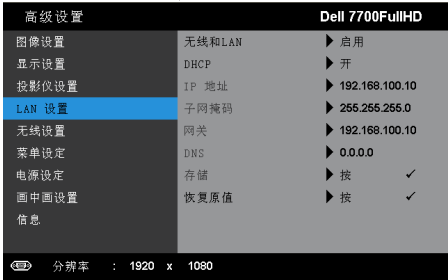 高级设置 Dell 7700FullHD
图像设置 无线和LAN 启用
显示设置 DHCP 开
投影仪设置 IP 地址 192.168.100.10
LAN 设置 子网掩码 255.255.255.0
无线设置 网关 192.168.100.10
菜单设定 DNS 0.0.0.0
电源设定 存储 按
画中画设置 恢复原值 按
信息
分辨率 : 1920 x 1080